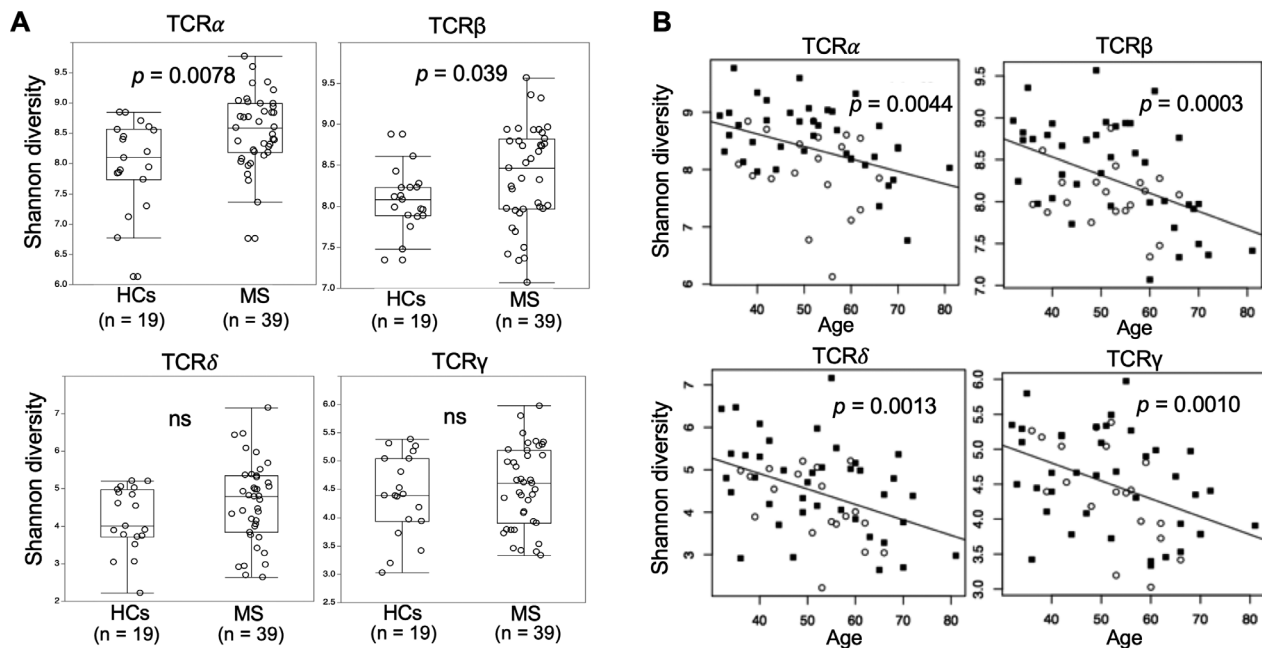 A
TCRα
Shannon diversity
9.5
9.0
8.5
8.0
7.5
7.0
6.5
6.0
p = 0.0078
HCs
(n = 19)
MS
(n = 39)
TCRβ
10.0
9.5
9.0
8.5
8.0
7.5
7.0
p = 0.039
HCs
(n = 19)
MS
(n = 39)
TCRδ
Shannon diversity
7
6
5
4
3
2
ns
HCs
(n = 19)
MS
(n = 39)
TCRγ
6.5
6.0
5.5
5.0
4.5
4.0
3.5
3.0
2.5
ns
HCs
(n = 19)
MS
(n = 39)
B
TCRα
Shannon diversity
9
8
7
6
p = 0.0044
40 50 60 70 80
Age
TCRβ
9.5
9.0
8.5
8.0
7.5
7.0
p = 0.0003
40 50 60 70 80
Age
TCRδ
Shannon diversity
7
6
5
4
3
p = 0.0013
40 50 60 70 80
Age
TCRγ
6.0
5.5
5.0
4.5
4.0
3.5
3.0
p = 0.0010
40 50 60 70 80
Age